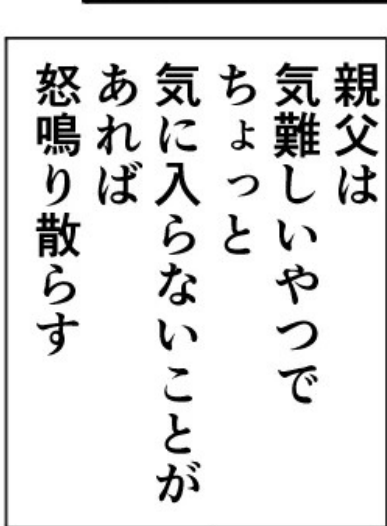 親父は
気難しいやつで
ちょっと
気に入らないことが
あれば
怒鳴り散らす